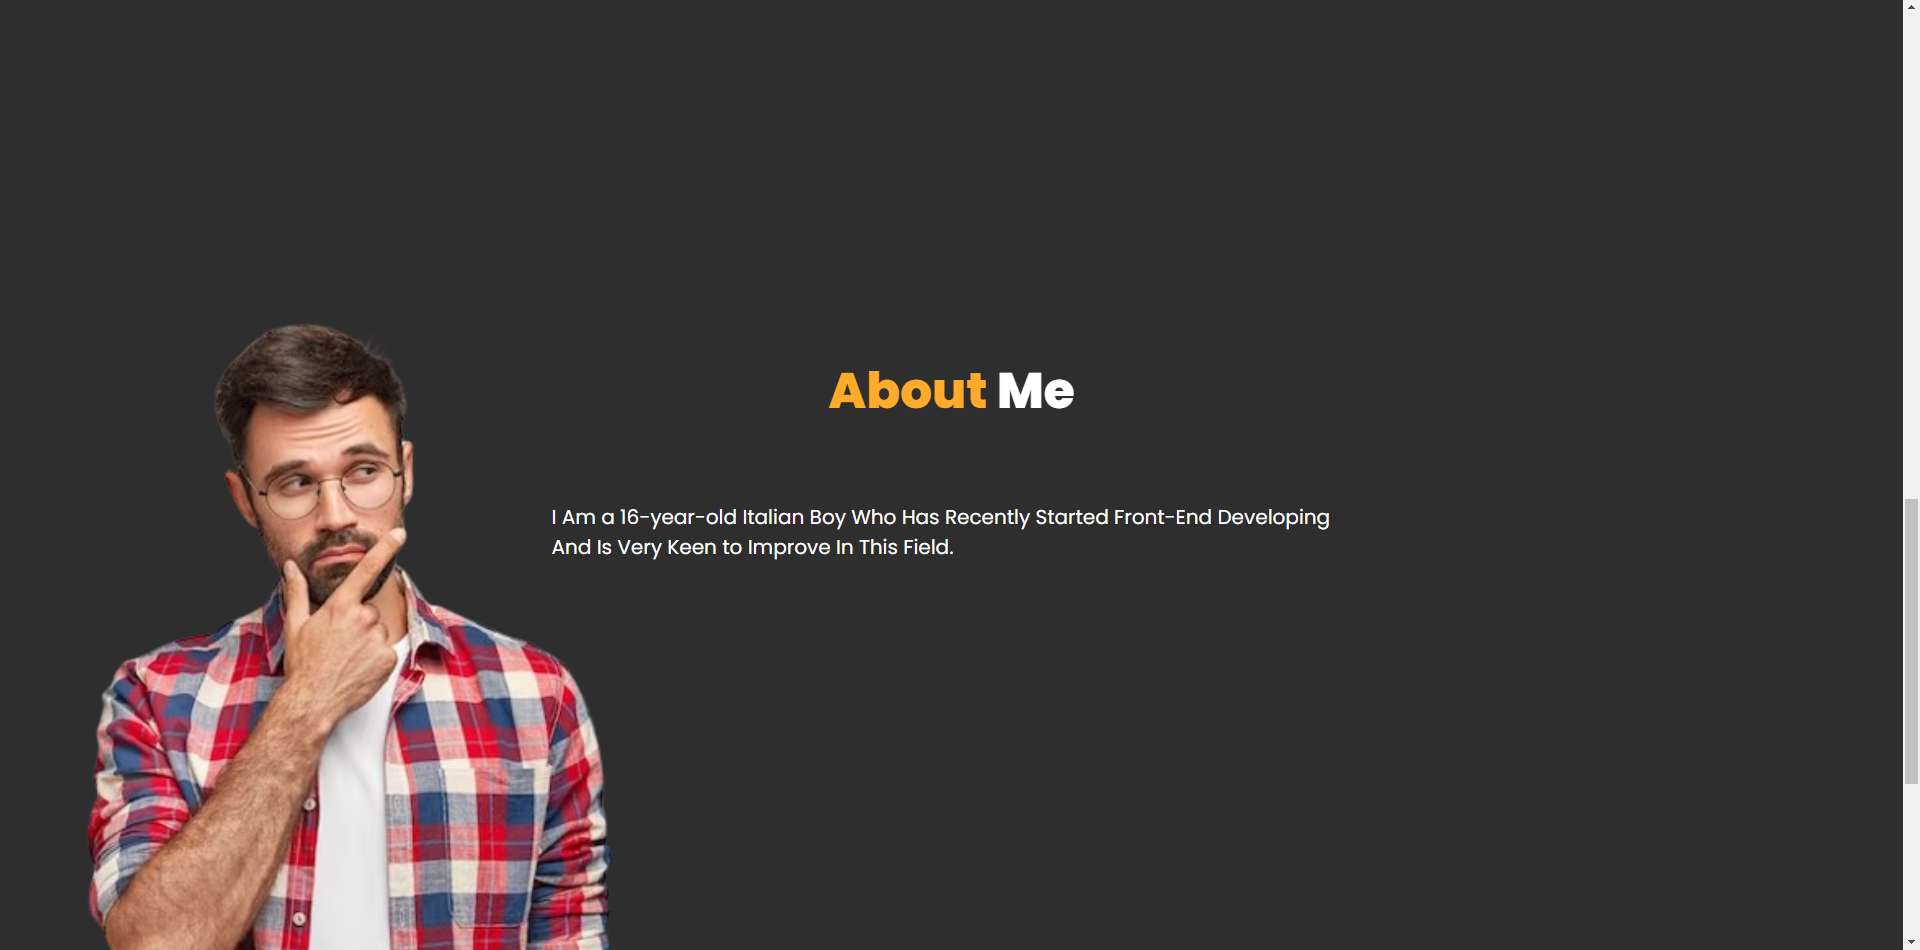 About Me
I Am a 16-year-old Italian Boy Who Has Recently Started Front-End Developing
And Is Very Keen to Improve In This Field.